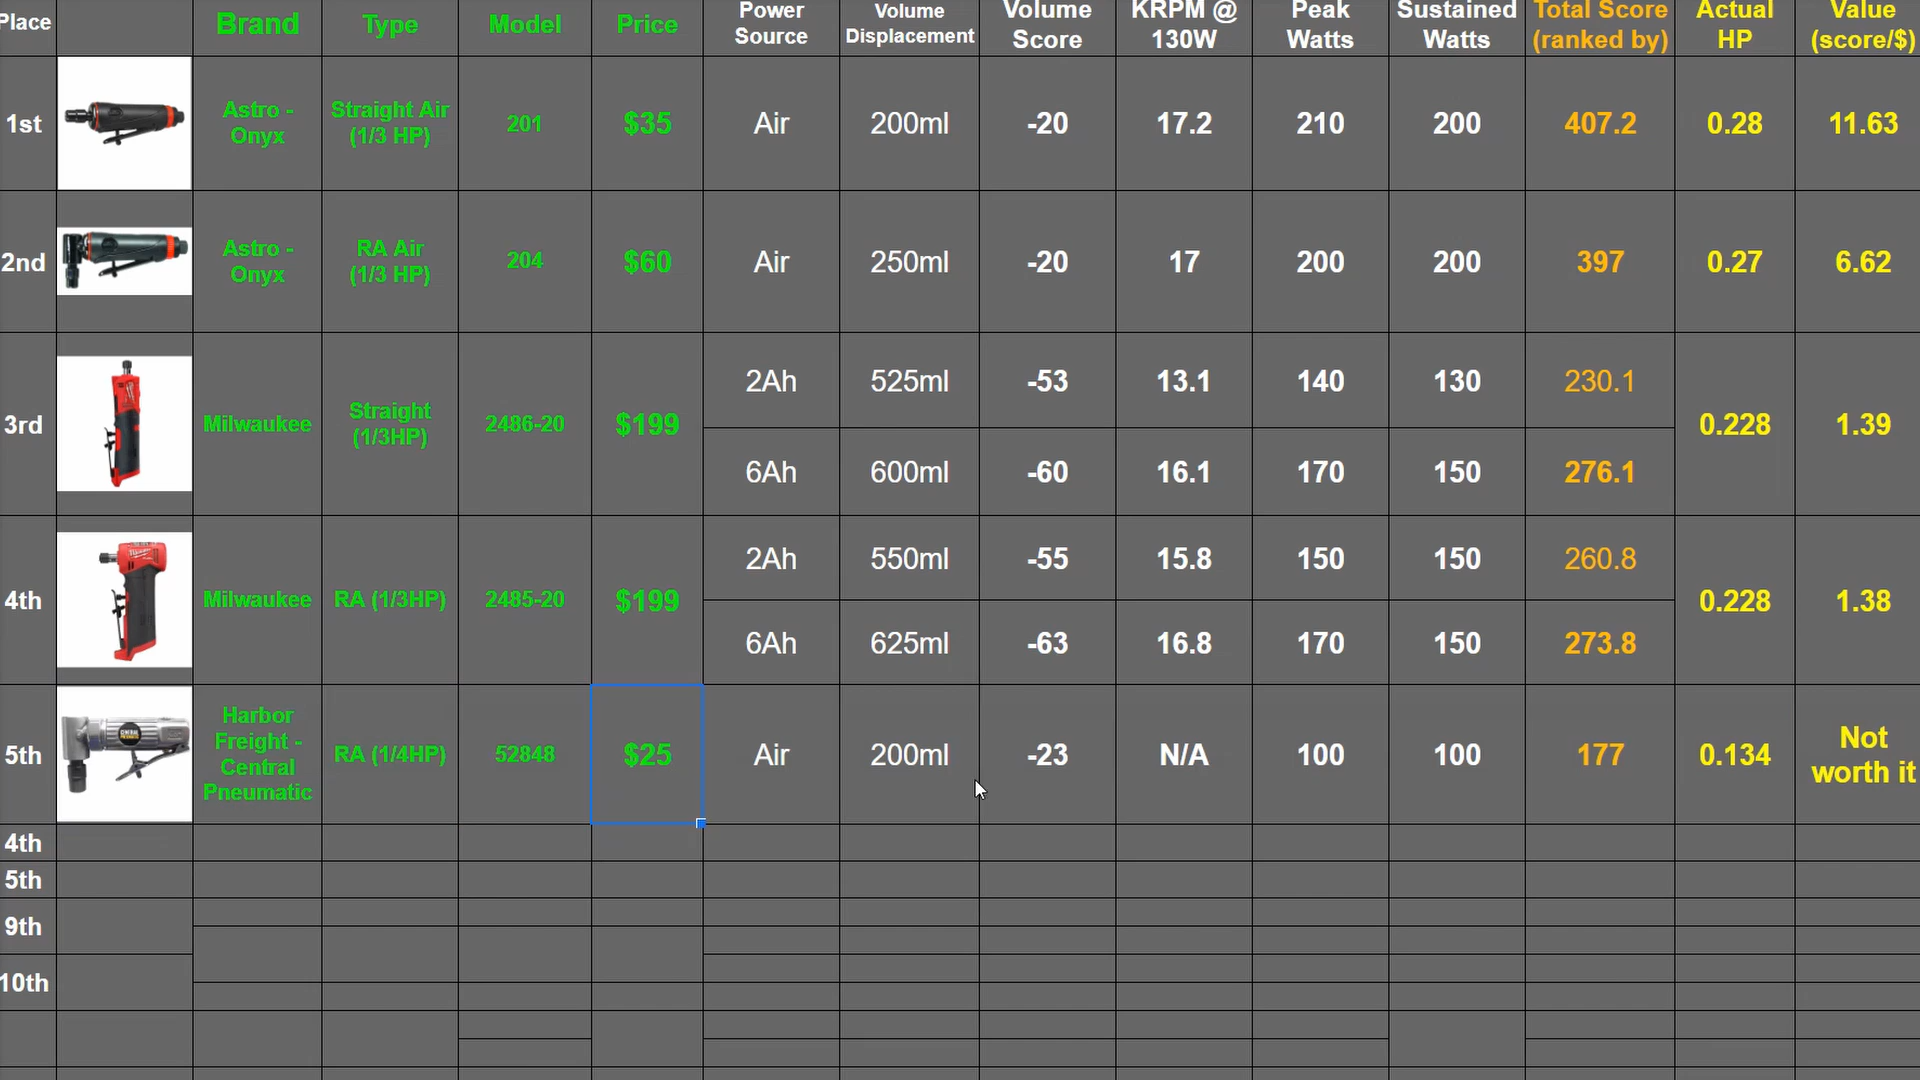 Place Brand Type Model Price Power Source Volume Displacement Volume Score KRPM @ 130W Peak Watts Sustained Watts Total Score (ranked by) Actual HP Value (score/$)
1st Astro - Onyx Straight Air (1/3 HP) 201 $35 Air 200ml -20 17.2 210 200 407.2 0.28 11.63
2nd Astro - Onyx RA Air (1/3 HP) 204 $60 Air 250ml -20 17 200 200 397 0.27 6.62
3rd Milwaukee Straight (1/3HP) 2486-20 $199 2Ah 525ml -53 13.1 140 130 230.1 0.228 1.39
6Ah 600ml -60 16.1 170 150 276.1
4th Milwaukee RA (1/3HP) 2485-20 $199 2Ah 550ml -55 15.8 150 150 260.8 0.228 1.38
6Ah 625ml -63 16.8 170 150 273.8
5th Harbor Freight - Central Pneumatic RA (1/4HP) 52848 $25 Air 200ml -23 N/A 100 100 177 0.134 Not worth it
4th
5th
9th
10th